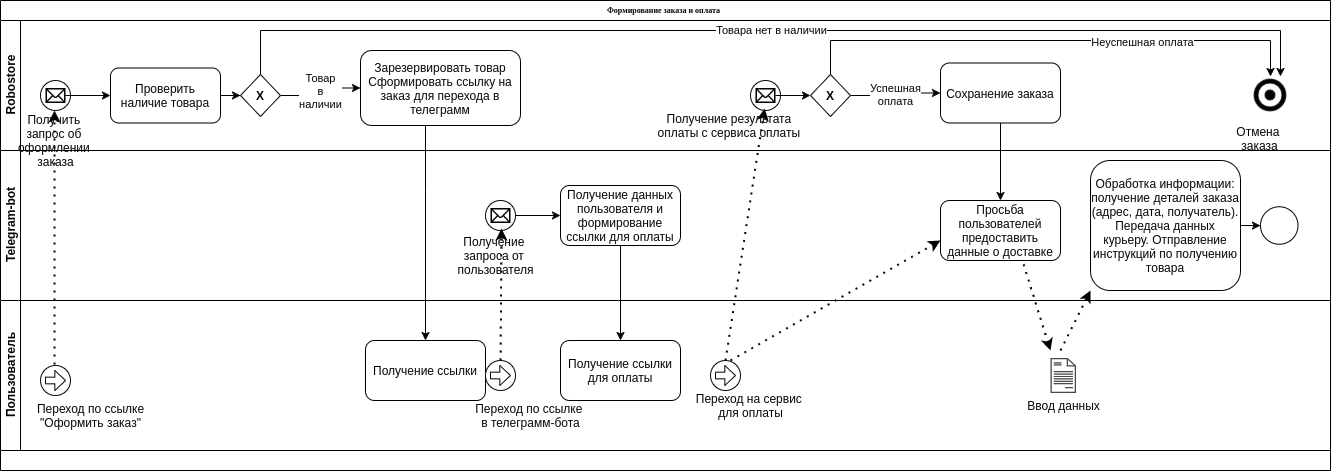 Формирование заказа и оплата
Robostore
Получить
запрос об
оформлении
заказа
Проверить
наличие товара
X
Товара нет в наличии
Товар
в
наличии
Зарезервировать товар
Сформировать ссылку на
заказ для перехода в
телеграмм
Получение результата
оплаты с сервиса оплаты
X
Неуспешная оплата
Успешная
оплата
Сохранение заказа
Отмена
заказа
Telegram-bot
Получение
запроса от
пользователя
Получение данных
пользователя и
формирование
ссылки для оплаты
Просьба
пользователей
предоставить
данные о доставке
Обработка информации:
получение деталей заказа
(адрес, дата, получатель).
Передача данных
курьеру. Отправление
инструкций по получению
товара
Пользователь
Переход по ссылке
"Оформить заказ"
Получение ссылки
Переход по ссылке
в телеграмм-бота
Получение ссылки
для оплаты
Переход на сервис
для оплаты
Ввод данных